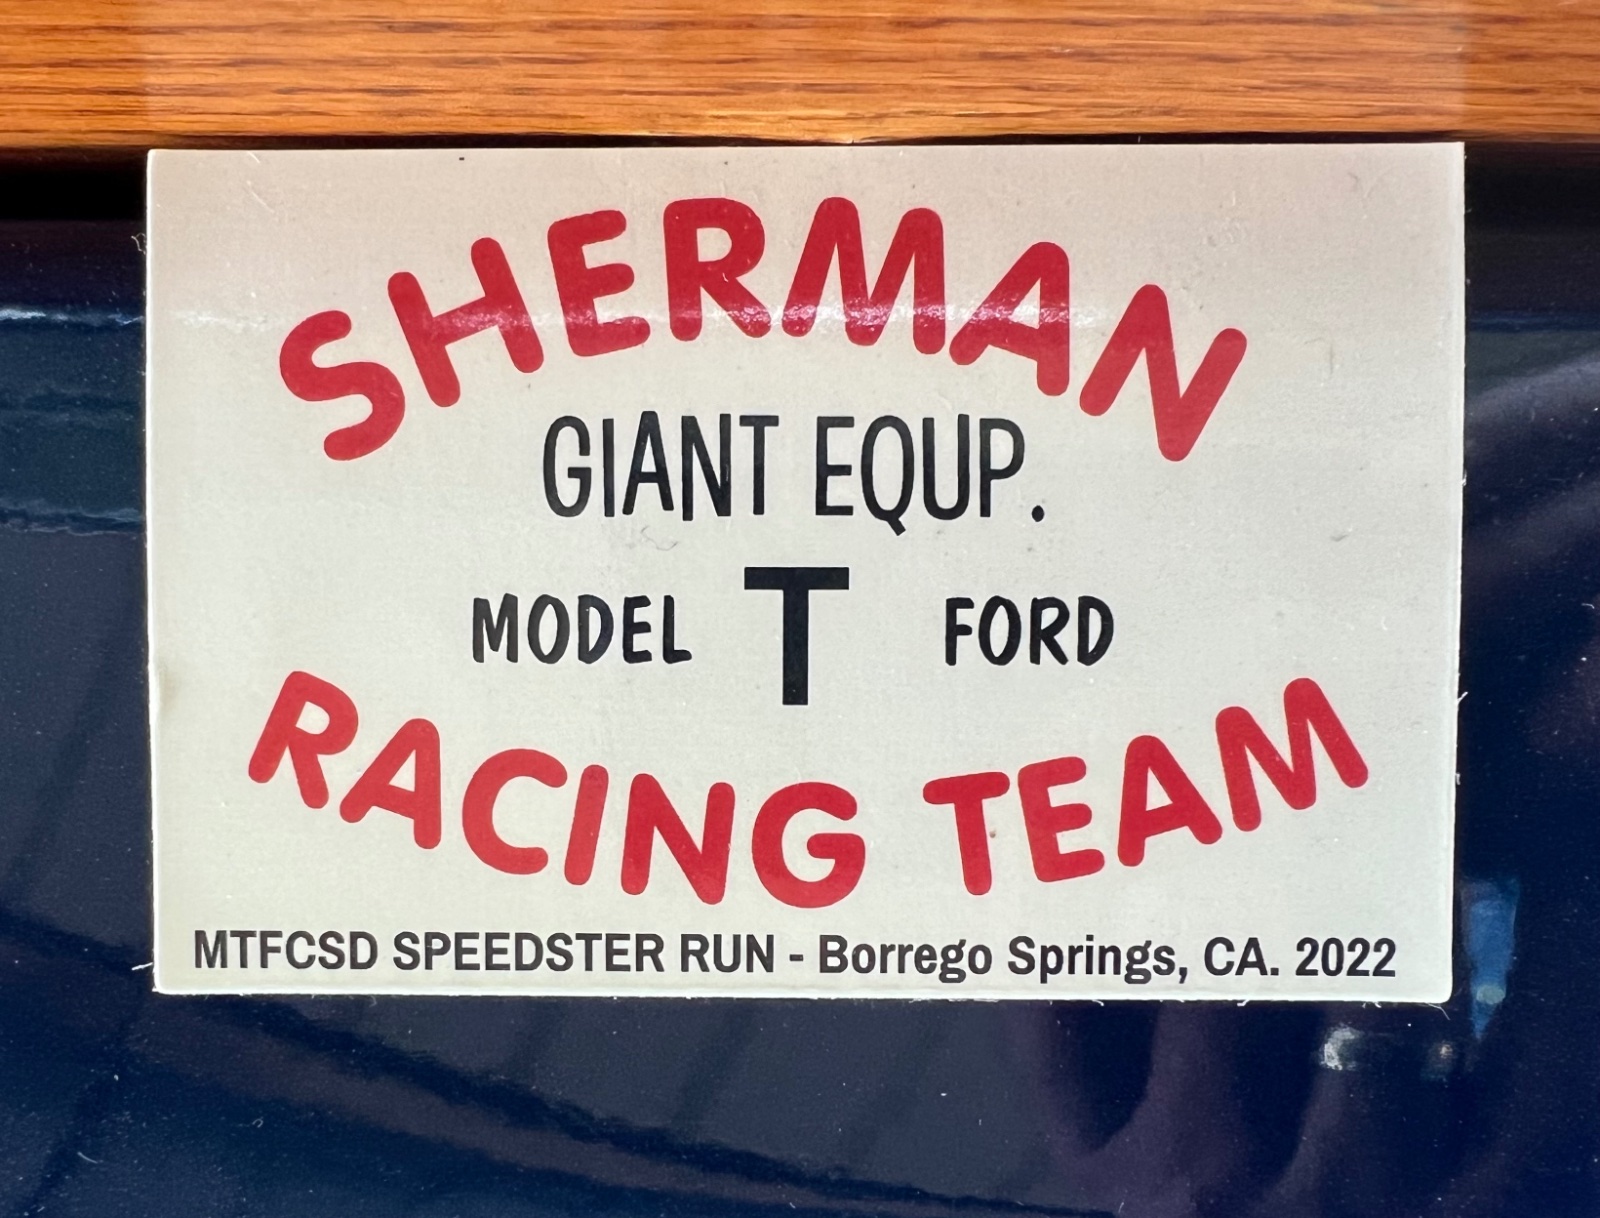 SHERMAN
GIANT EQUP.
MODEL T FORD
RACING TEAM
MTFCSD SPEEDSTER RUN - Borrego Springs, CA. 2022